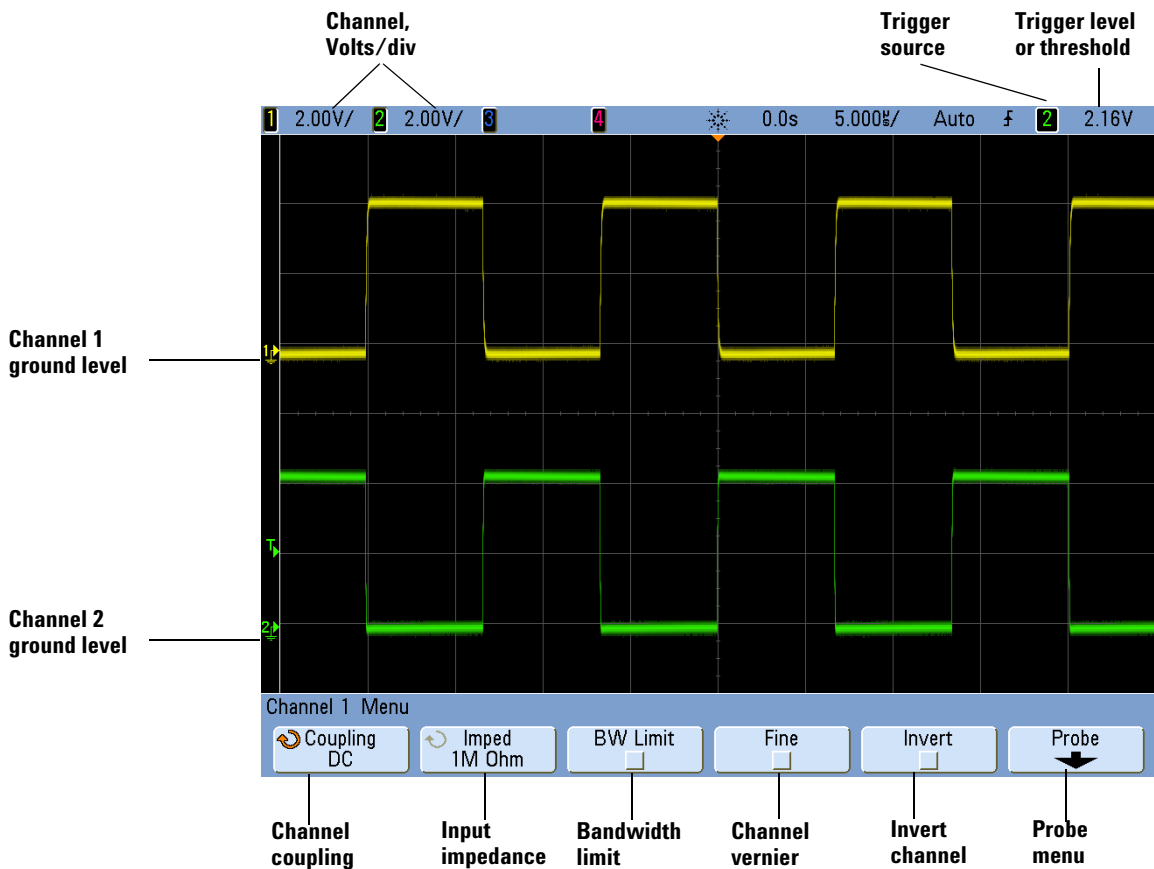 Channel,
Volts/div
Trigger
source
Trigger level
or threshold
1 2.00V/ 2 2.00V/ 3 4 0.0s 5.000µs/ Auto 2 2.16V
Channel 1
ground level
1
T
Channel 2
ground level
2
Channel 1 Menu
Coupling
DC
Imped
1M Ohm
BW Limit
Fine
Invert
Probe
Channel
coupling
Input
impedance
Bandwidth
limit
Channel
vernier
Invert
channel
Probe
menu